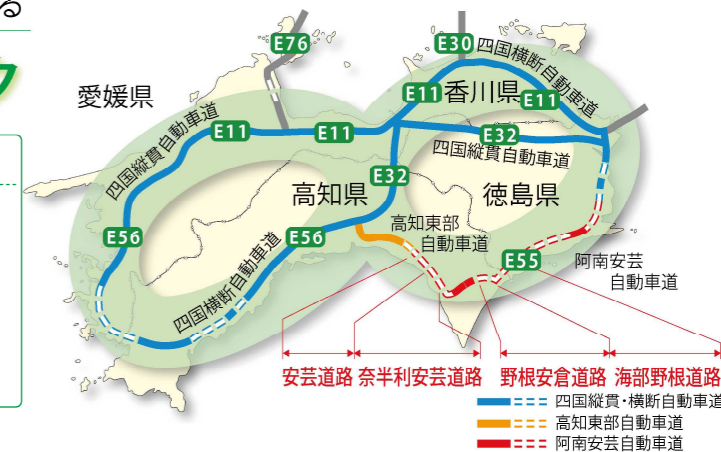 る
ク
E76
E30
四国横断自動車道
愛媛県
E11
香川県
E11
四国縦貫自動車道
E11
E11
E32
四国縦貫自動車道
高知県
E32
徳島県
E56
四国横断自動車道
E56
高知東部
自動車道
E55
阿南安芸
自動車道
安芸道路
奈半利安芸道路
野根安倉道路
海部野根道路
四国縦貫・横断自動車道
高知東部自動車道
阿南安芸自動車道